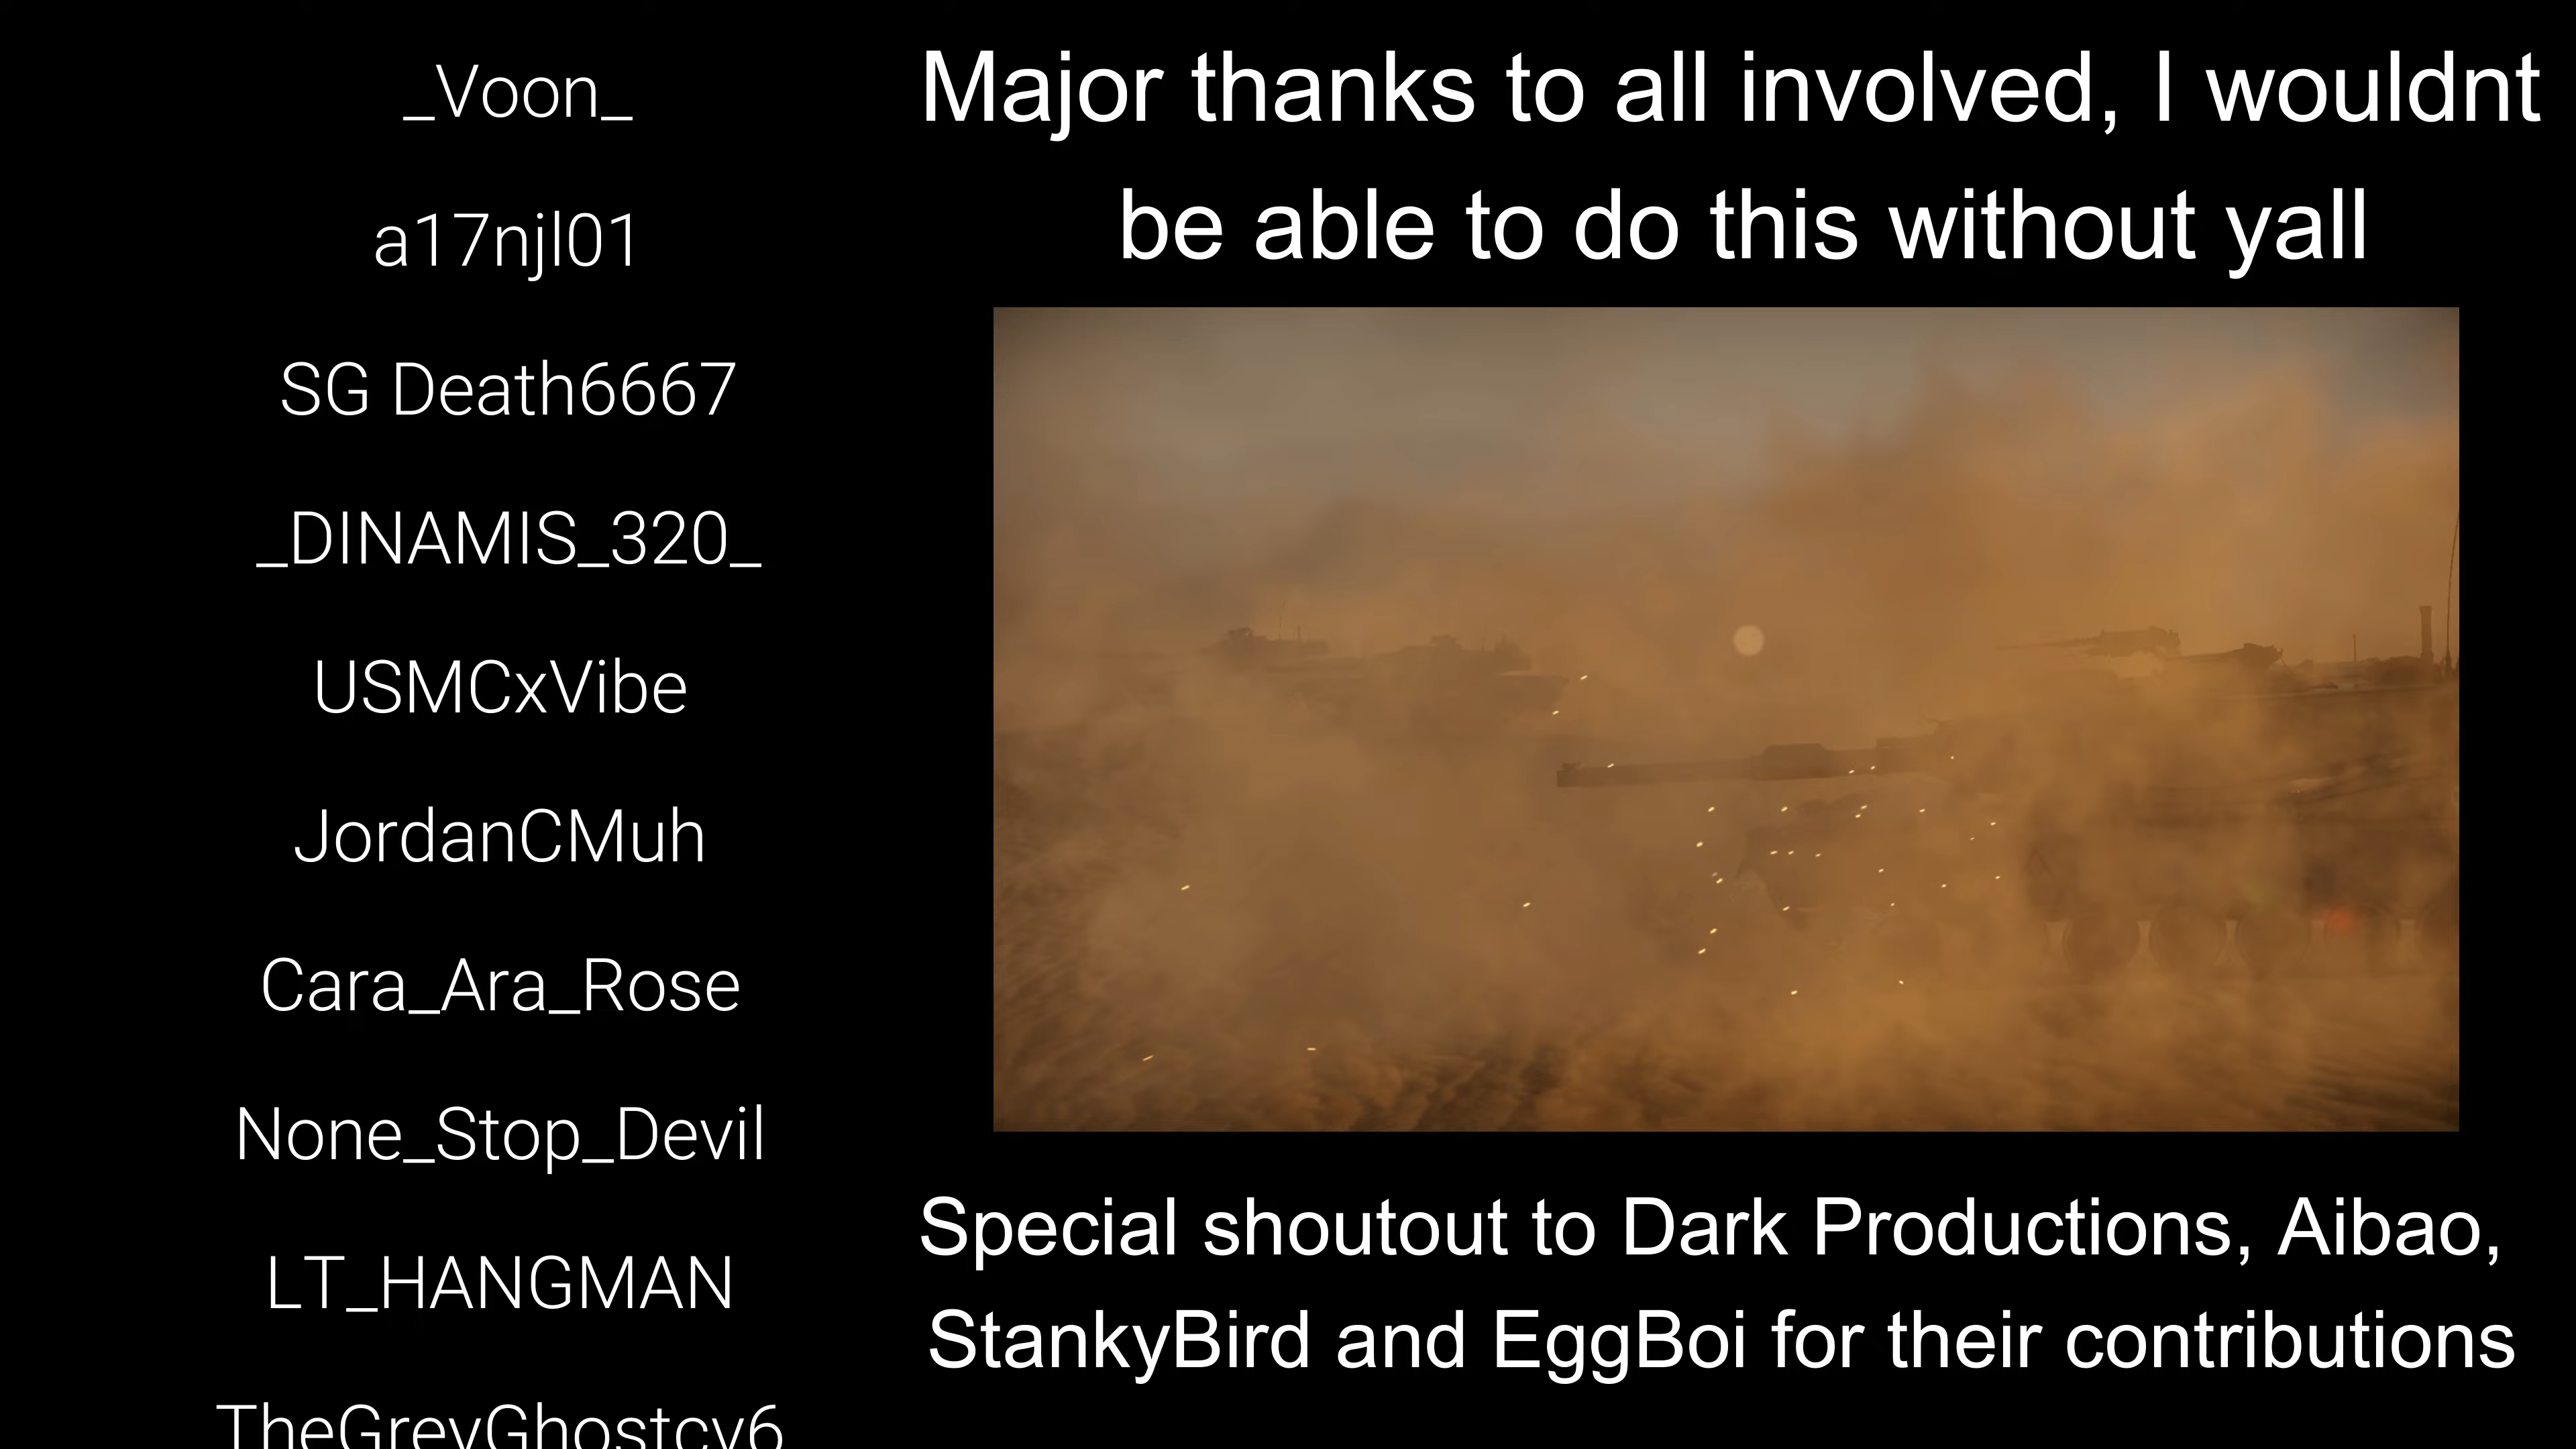 _Voon_
a17njl01
SG Death6667
_DINAMIS_320_
USMCxVibe
JordanCMuh
Cara_Ara_Rose
None_Stop_Devil
LT_HANGMAN
TheGreyGhostcv6
Major thanks to all involved, I wouldnt
be able to do this without yall
Special shoutout to Dark Productions, Aibao,
StankyBird and EggBoi for their contributions